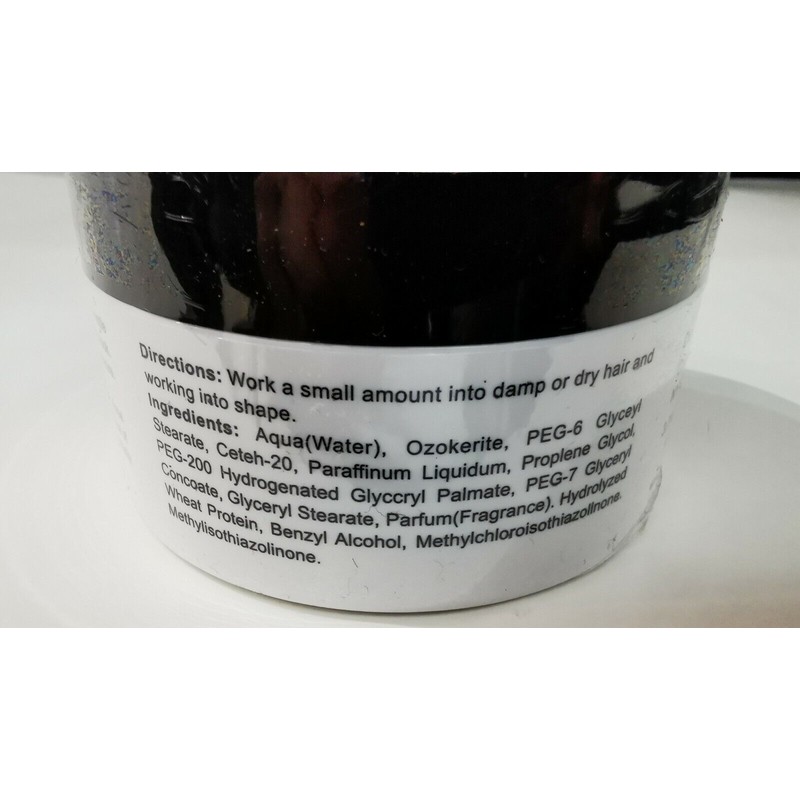 Directions: Work a small amount into damp or dry hair and
working into shape.
Ingredients: Aqua(Water), Ozokerite, PEG-6 Glyceyl
Stearate, Ceteh-20, Paraffinum Liquidum, Proplene Glycol,
PEG-200 Hydrogenated Glyccryl Palmate, PEG-7 Glyceryl
Concoate, Glyceryl Stearate, Parfum(Fragrance). Hydrolyzed
Wheat Protein, Benzyl Alcohol, Methylchloroisothiazolinone.
Methylisothiazolinone.